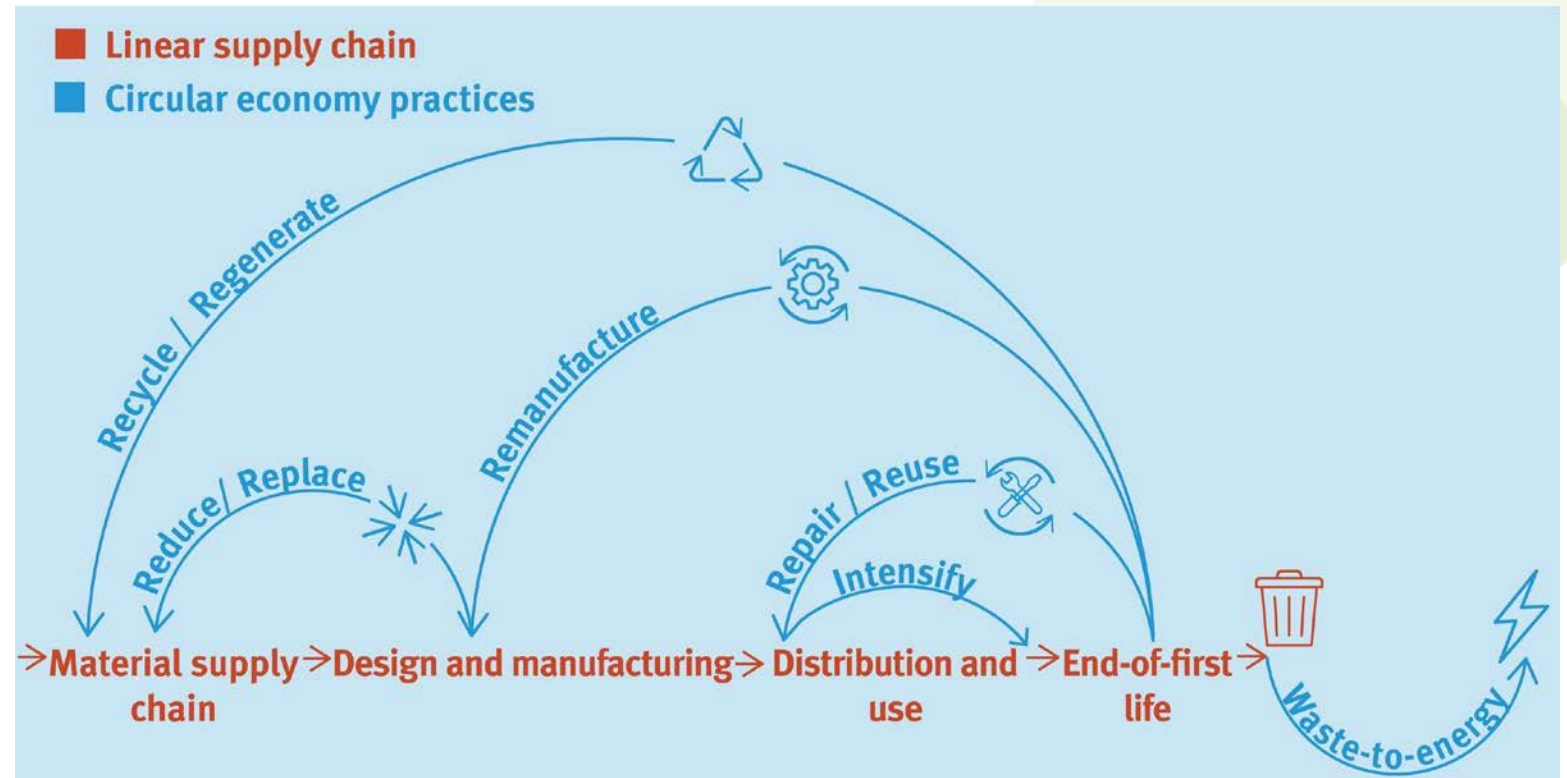 Linear supply chain
Circular economy practices
Recycle / Regenerate
Remanufacture
Reduce/ Replace
Repair / Reuse
Intensify
Material supply
chain
Design and manufacturing
Distribution and
use
End-of-first
life
Waste-to-energy